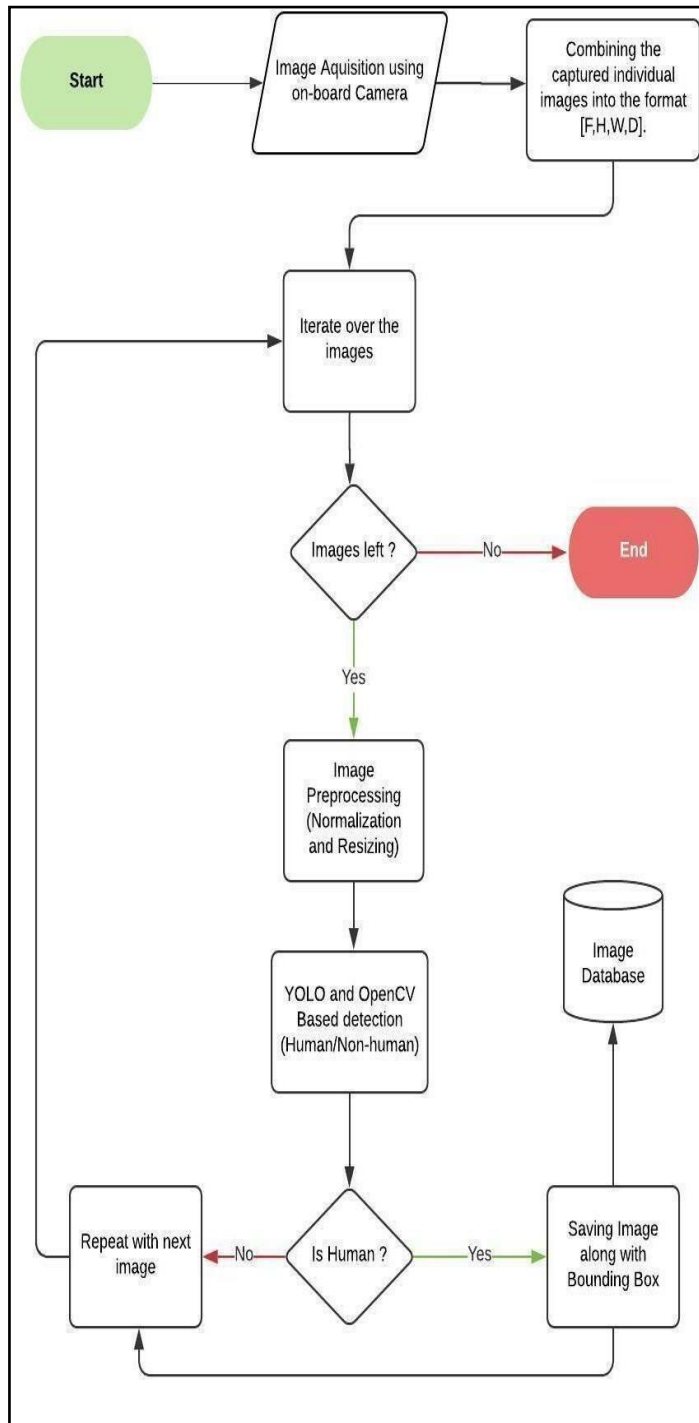 Start
Image Aquisition using
on-board Camera
Combining the
captured individual
images into the format
[F,H,W,D].
Iterate over the
images
Images left ?
No
End
Yes
Image
Preprocessing
(Normalization
and Resizing)
Image
Database
YOLO and OpenCV
Based detection
(Human/Non-human)
Repeat with next
image
No
Is Human ?
Yes
Saving Image
along with
Bounding Box